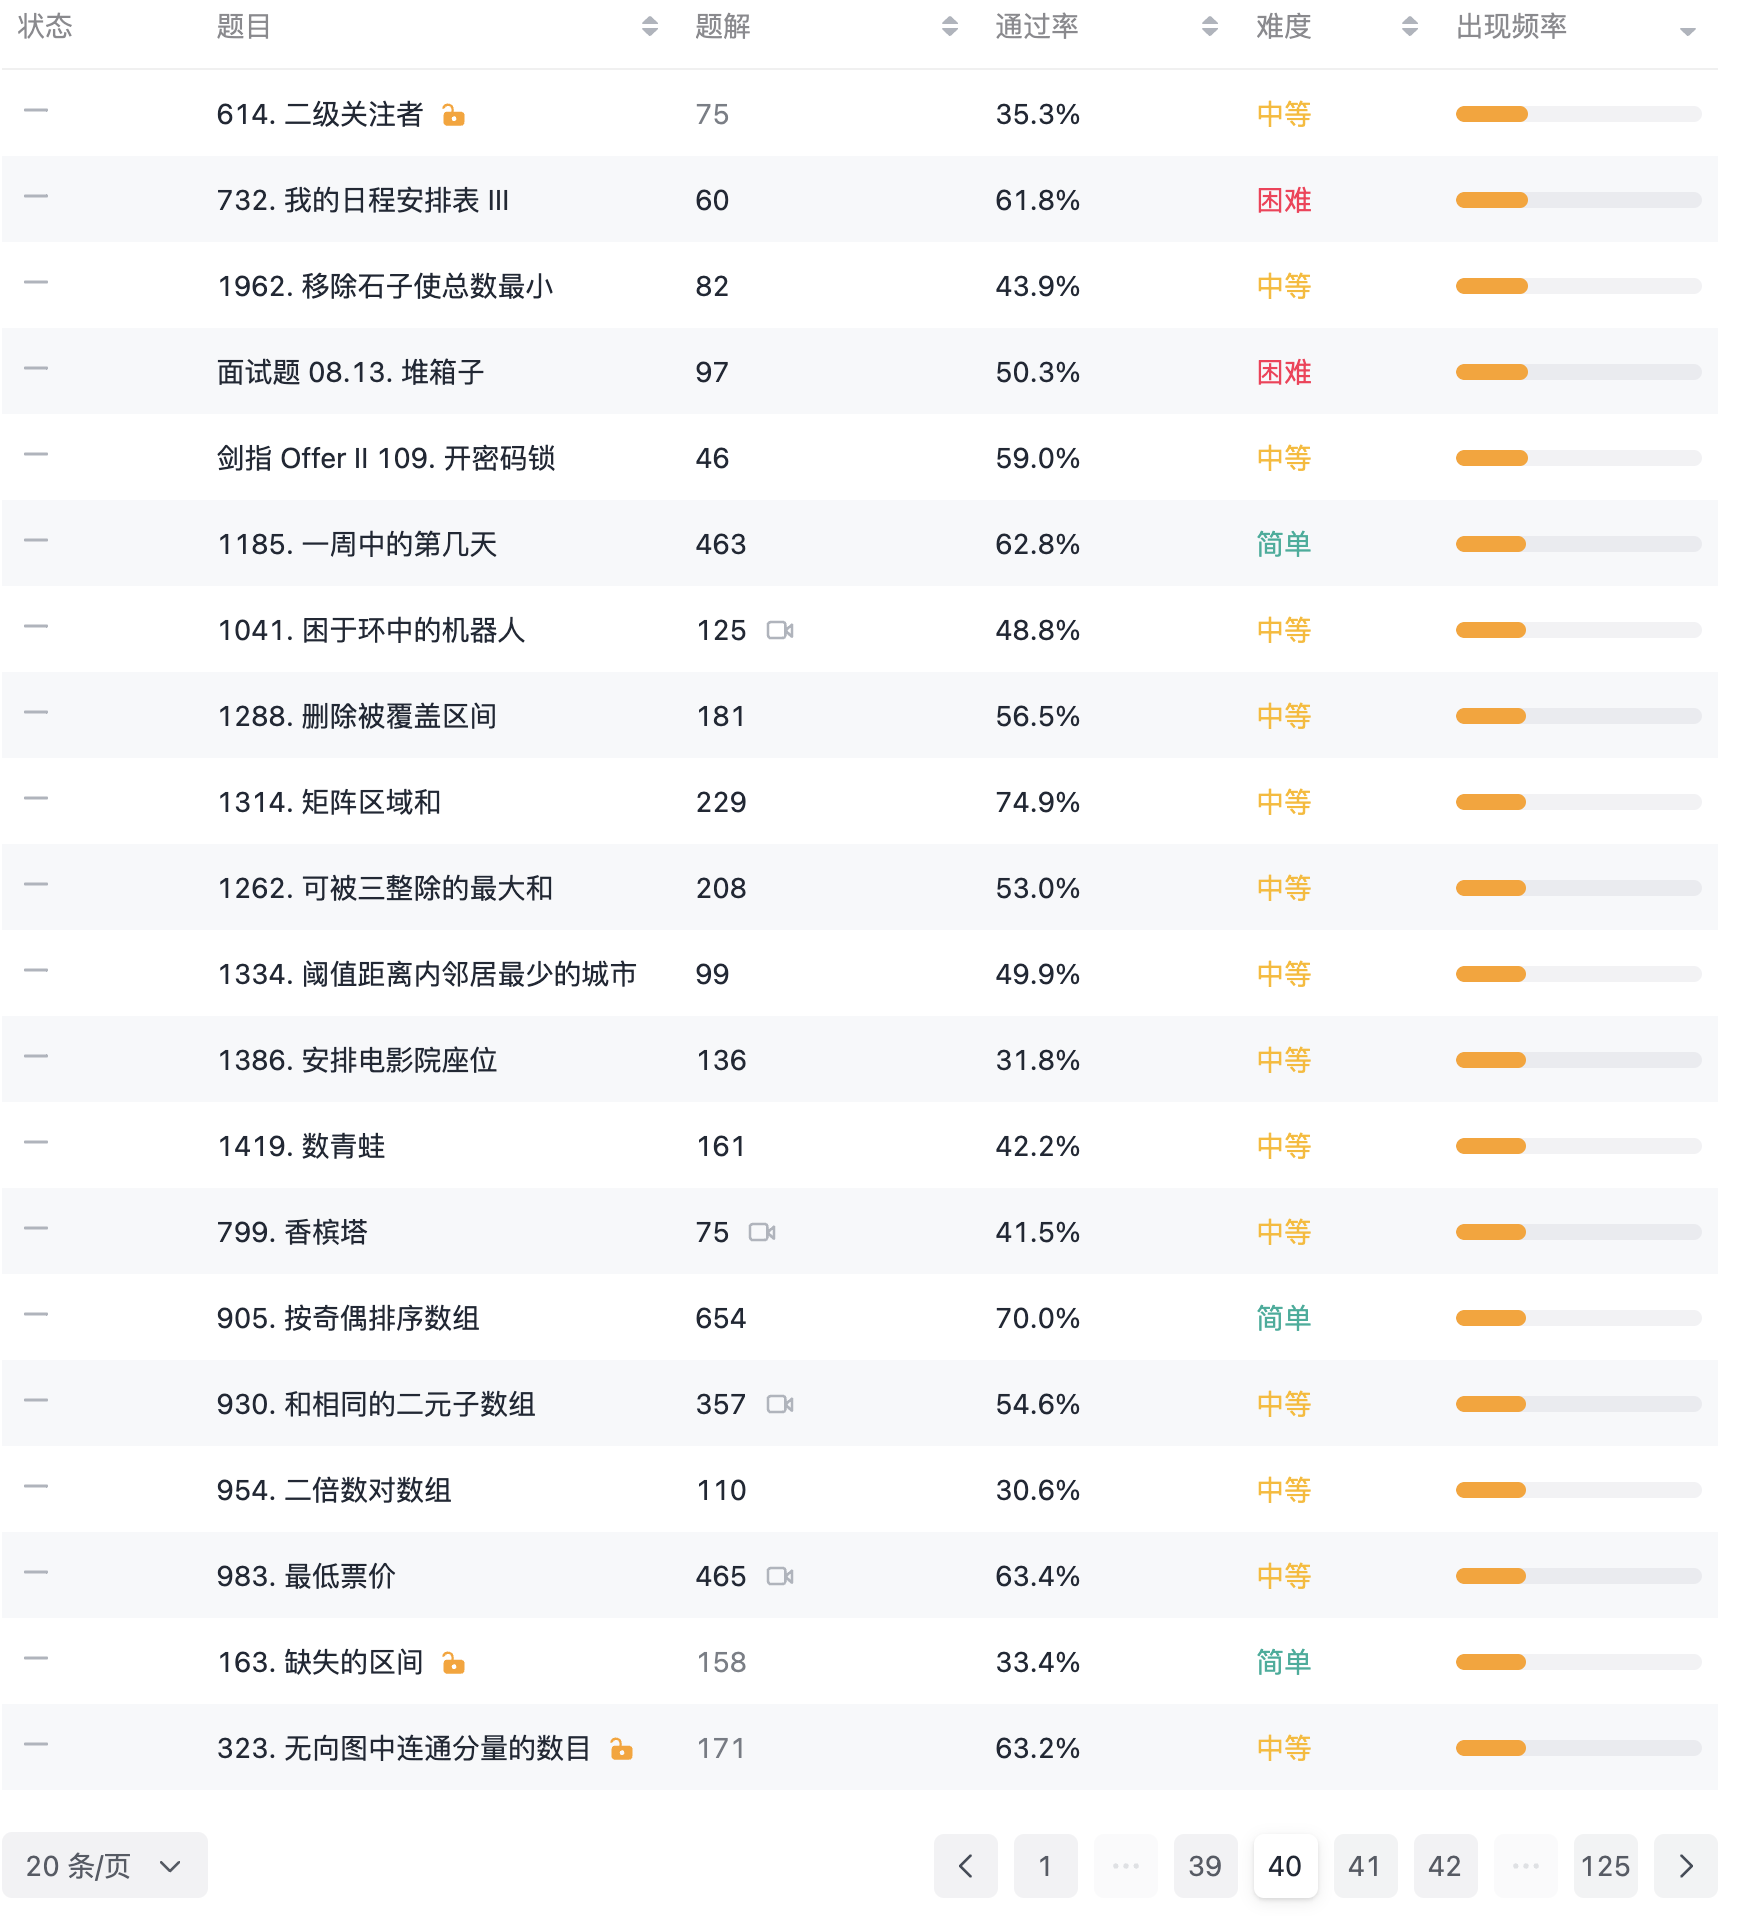 状态 题目 题解 通过率 难度 出现频率
614. 二级关注者 75 35.3% 中等
732. 我的日程安排表 III 60 61.8% 困难
1962. 移除石子使总数最小 82 43.9% 中等
面试题 08.13. 堆箱子 97 50.3% 困难
剑指 Offer II 109. 开密码锁 46 59.0% 中等
1185. 一周中的第几天 463 62.8% 简单
1041. 困于环中的机器人 125 48.8% 中等
1288. 删除被覆盖区间 181 56.5% 中等
1314. 矩阵区域和 229 74.9% 中等
1262. 可被三整除的最大和 208 53.0% 中等
1334. 阈值距离内邻居最少的城市 99 49.9% 中等
1386. 安排电影院座位 136 31.8% 中等
1419. 数青蛙 161 42.2% 中等
799. 香槟塔 75 41.5% 中等
905. 按奇偶排序数组 654 70.0% 简单
930. 和相同的二元子数组 357 54.6% 中等
954. 二倍数对数组 110 30.6% 中等
983. 最低票价 465 63.4% 中等
163. 缺失的区间 158 33.4% 简单
323. 无向图中连通分量的数目 171 63.2% 中等
20 条/页 1 ··· 39 40 41 42 ··· 125